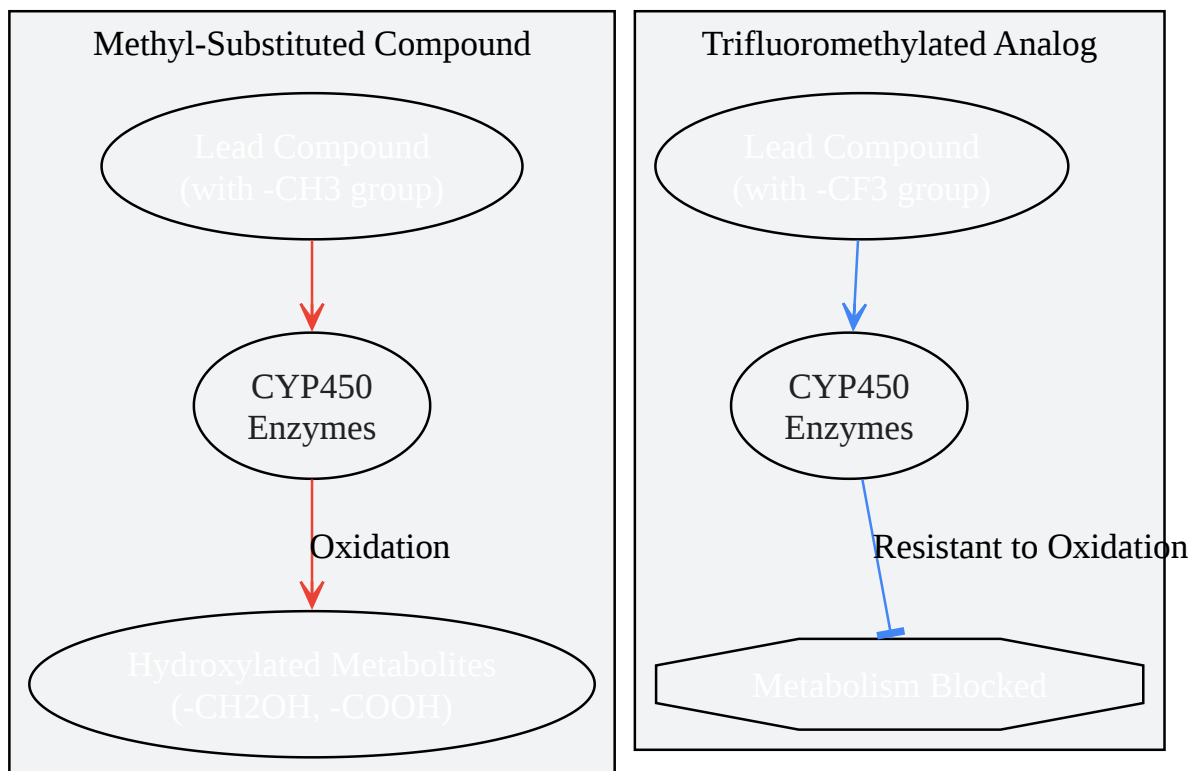 Methyl-Substituted Compound
Lead Compound
(with -CH3 group)
CYP450
Enzymes
Oxidation
Hydroxylated Metabolites
(-CH2OH, -COOH)
Trifluoromethylated Analog
Lead Compound
(with -CF3 group)
CYP450
Enzymes
Resistant to Oxidation
Metabolism Blocked